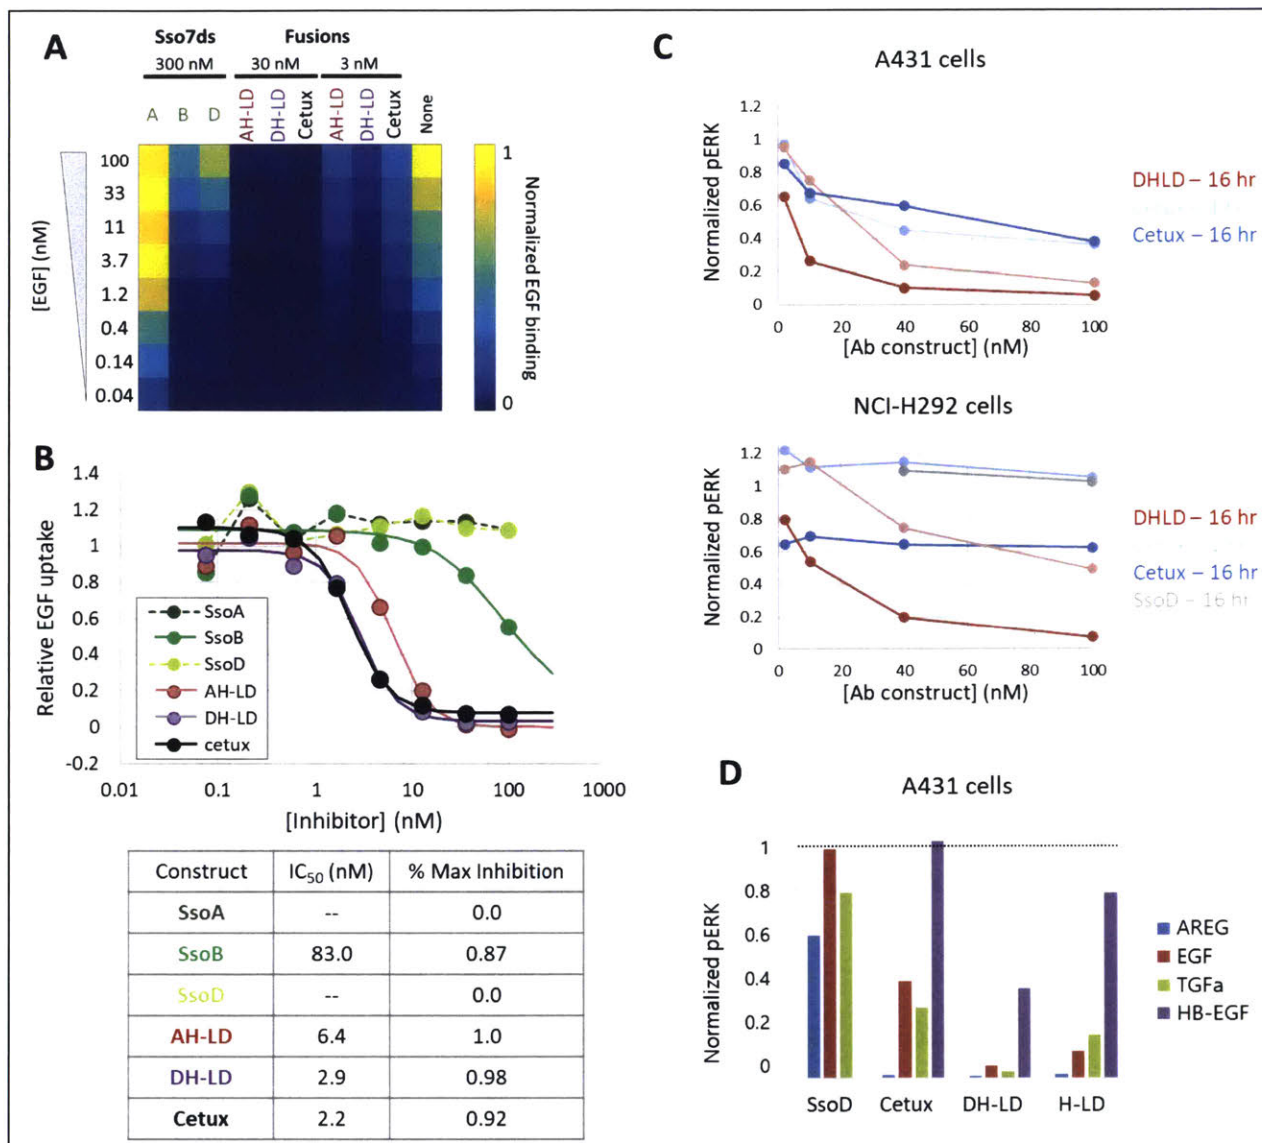 A
Sso7ds
Fusions
300 nM
30 nM
3 nM
A
B
D
AH-LD
DH-LD
Cetux
AH-LD
DH-LD
Cetux
None
[EGF] (nM)
100
33
11
3.7
1.2
0.4
0.14
0.04
1
0
Normalized EGF binding
B
Relative EGF uptake
1.4
1.2
1
0.8
0.6
0.4
0.2
0
-0.2
SsoA
SsoB
SsoD
AH-LD
DH-LD
cetux
0.01 0.1 1 10 100 1000
[Inhibitor] (nM)
Construct IC50 (nM) % Max Inhibition
SsoA -- 0.0
SsoB 83.0 0.87
SsoD -- 0.0
AH-LD 6.4 1.0
DH-LD 2.9 0.98
Cetux 2.2 0.92
C
A431 cells
Normalized pERK
1.2
1
0.8
0.6
0.4
0.2
0
0 20 40 60 80 100
[Ab construct] (nM)
DHLD – 16 hr
Cetux – 16 hr
NCI-H292 cells
Normalized pERK
1.2
1
0.8
0.6
0.4
0.2
0
0 20 40 60 80 100
[Ab construct] (nM)
DHLD – 16 hr
Cetux – 16 hr
SsoD – 16 hr
D
A431 cells
Normalized pERK
1
0.8
0.6
0.4
0.2
0
SsoD Cetux DH-LD H-LD
AREG
EGF
TGFa
HB-EGF